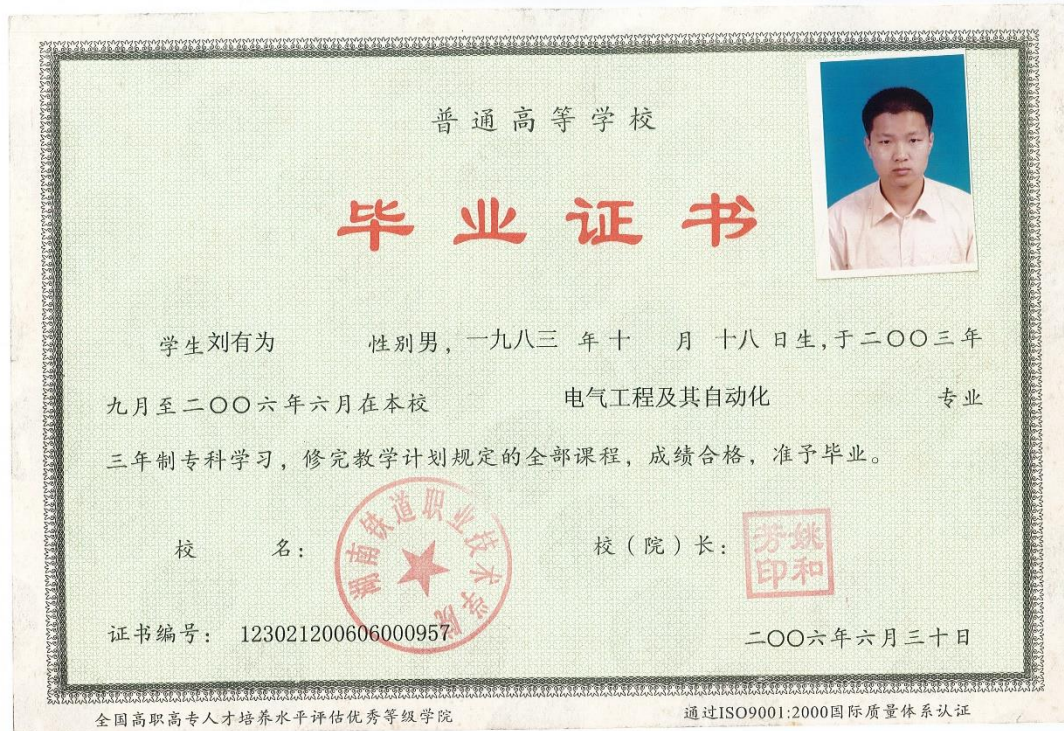 普通高等学校
毕业证书
学生刘有为 性别男，一九八三 年十 月 十八 日生，于二〇〇三年
九月至二〇〇六年六月在本校 电气工程及其自动化 专业
三年制专科学习，修完教学计划规定的全部课程，成绩合格，准予毕业。
校 名：
湖南铁道职业技术学院
校（院）长：
姚和芳印
证书编号： 123021200606000957
二〇〇六年六月三十日
全国高职高专人才培养水平评估优秀等级学院
通过ISO9001:2000国际质量体系认证